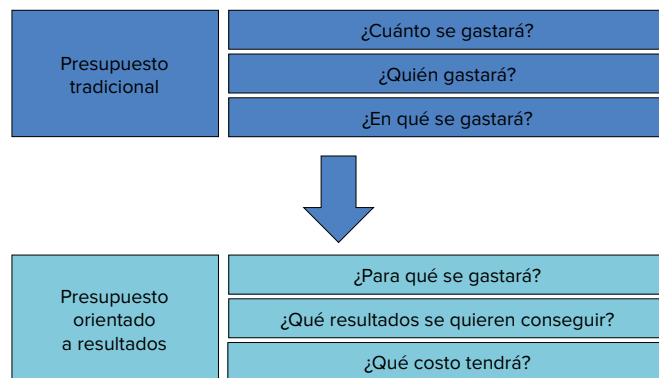 Presupuesto
tradicional
¿Cuánto se gastará?
¿Quién gastará?
¿En qué se gastará?
Presupuesto
orientado
a resultados
¿Para qué se gastará?
¿Qué resultados se quieren conseguir?
¿Qué costo tendrá?